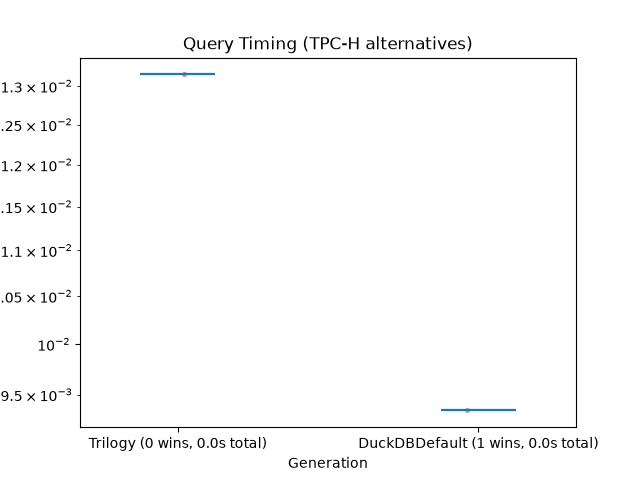 Query Timing (TPC-H alternatives)
1.3 × 10⁻²
.25 × 10⁻²
1.2 × 10⁻²
.15 × 10⁻²
1.1 × 10⁻²
.05 × 10⁻²
10⁻²
9.5 × 10⁻³
Trilogy (0 wins, 0.0s total)
DuckDBDefault (1 wins, 0.0s total)
Generation